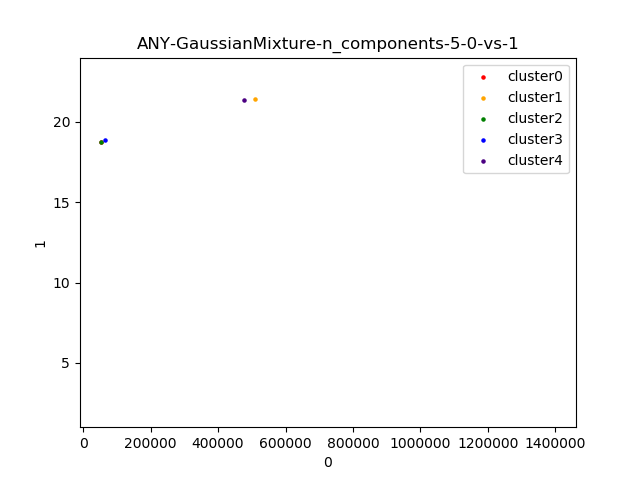 ANY-GaussianMixture-n_components-5-0-vs-1
cluster0
cluster1
cluster2
cluster3
cluster4
20
15
10
5
1
0 200000 400000 600000 800000 1000000 1200000 1400000
0